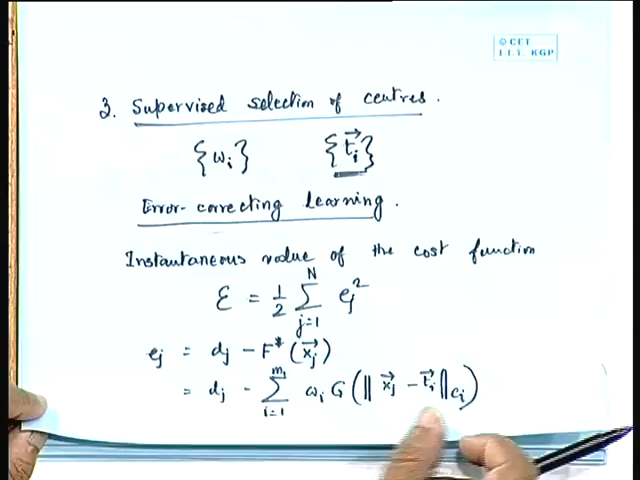 © CET
I.I.T. KGP
3. Supervised selection of centres.
{ωᵢ} {t⃗ᵢ}
Error-correcting learning.
Instantaneous value of the cost function
ℰ = 1/2 Σ_{j=1}^{N} eⱼ²
eⱼ = dⱼ - F*(x⃗ⱼ)
= dⱼ - Σ_{i=1}^{m₁} ωᵢ G(‖x⃗ⱼ - t⃗ᵢ‖_{Cᵢ})